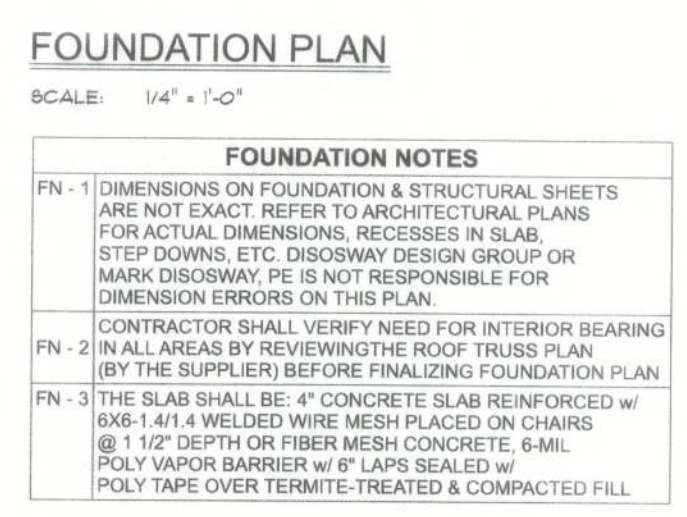 FOUNDATION PLAN
SCALE: 1/4" = 1'-0"
FOUNDATION NOTES
FN - 1 DIMENSIONS ON FOUNDATION & STRUCTURAL SHEETS
ARE NOT EXACT. REFER TO ARCHITECTURAL PLANS
FOR ACTUAL DIMENSIONS, RECESSES IN SLAB,
STEP DOWNS, ETC. DISOSWAY DESIGN GROUP OR
MARK DISOSWAY, PE IS NOT RESPONSIBLE FOR
DIMENSION ERRORS ON THIS PLAN.
CONTRACTOR SHALL VERIFY NEED FOR INTERIOR BEARING
FN - 2 IN ALL AREAS BY REVIEWINGTHE ROOF TRUSS PLAN
(BY THE SUPPLIER) BEFORE FINALIZING FOUNDATION PLAN
FN - 3 THE SLAB SHALL BE: 4" CONCRETE SLAB REINFORCED w/
6X6-1.4/1.4 WELDED WIRE MESH PLACED ON CHAIRS
@ 1 1/2" DEPTH OR FIBER MESH CONCRETE, 6-MIL
POLY VAPOR BARRIER w/ 6" LAPS SEALED w/
POLY TAPE OVER TERMITE-TREATED & COMPACTED FILL